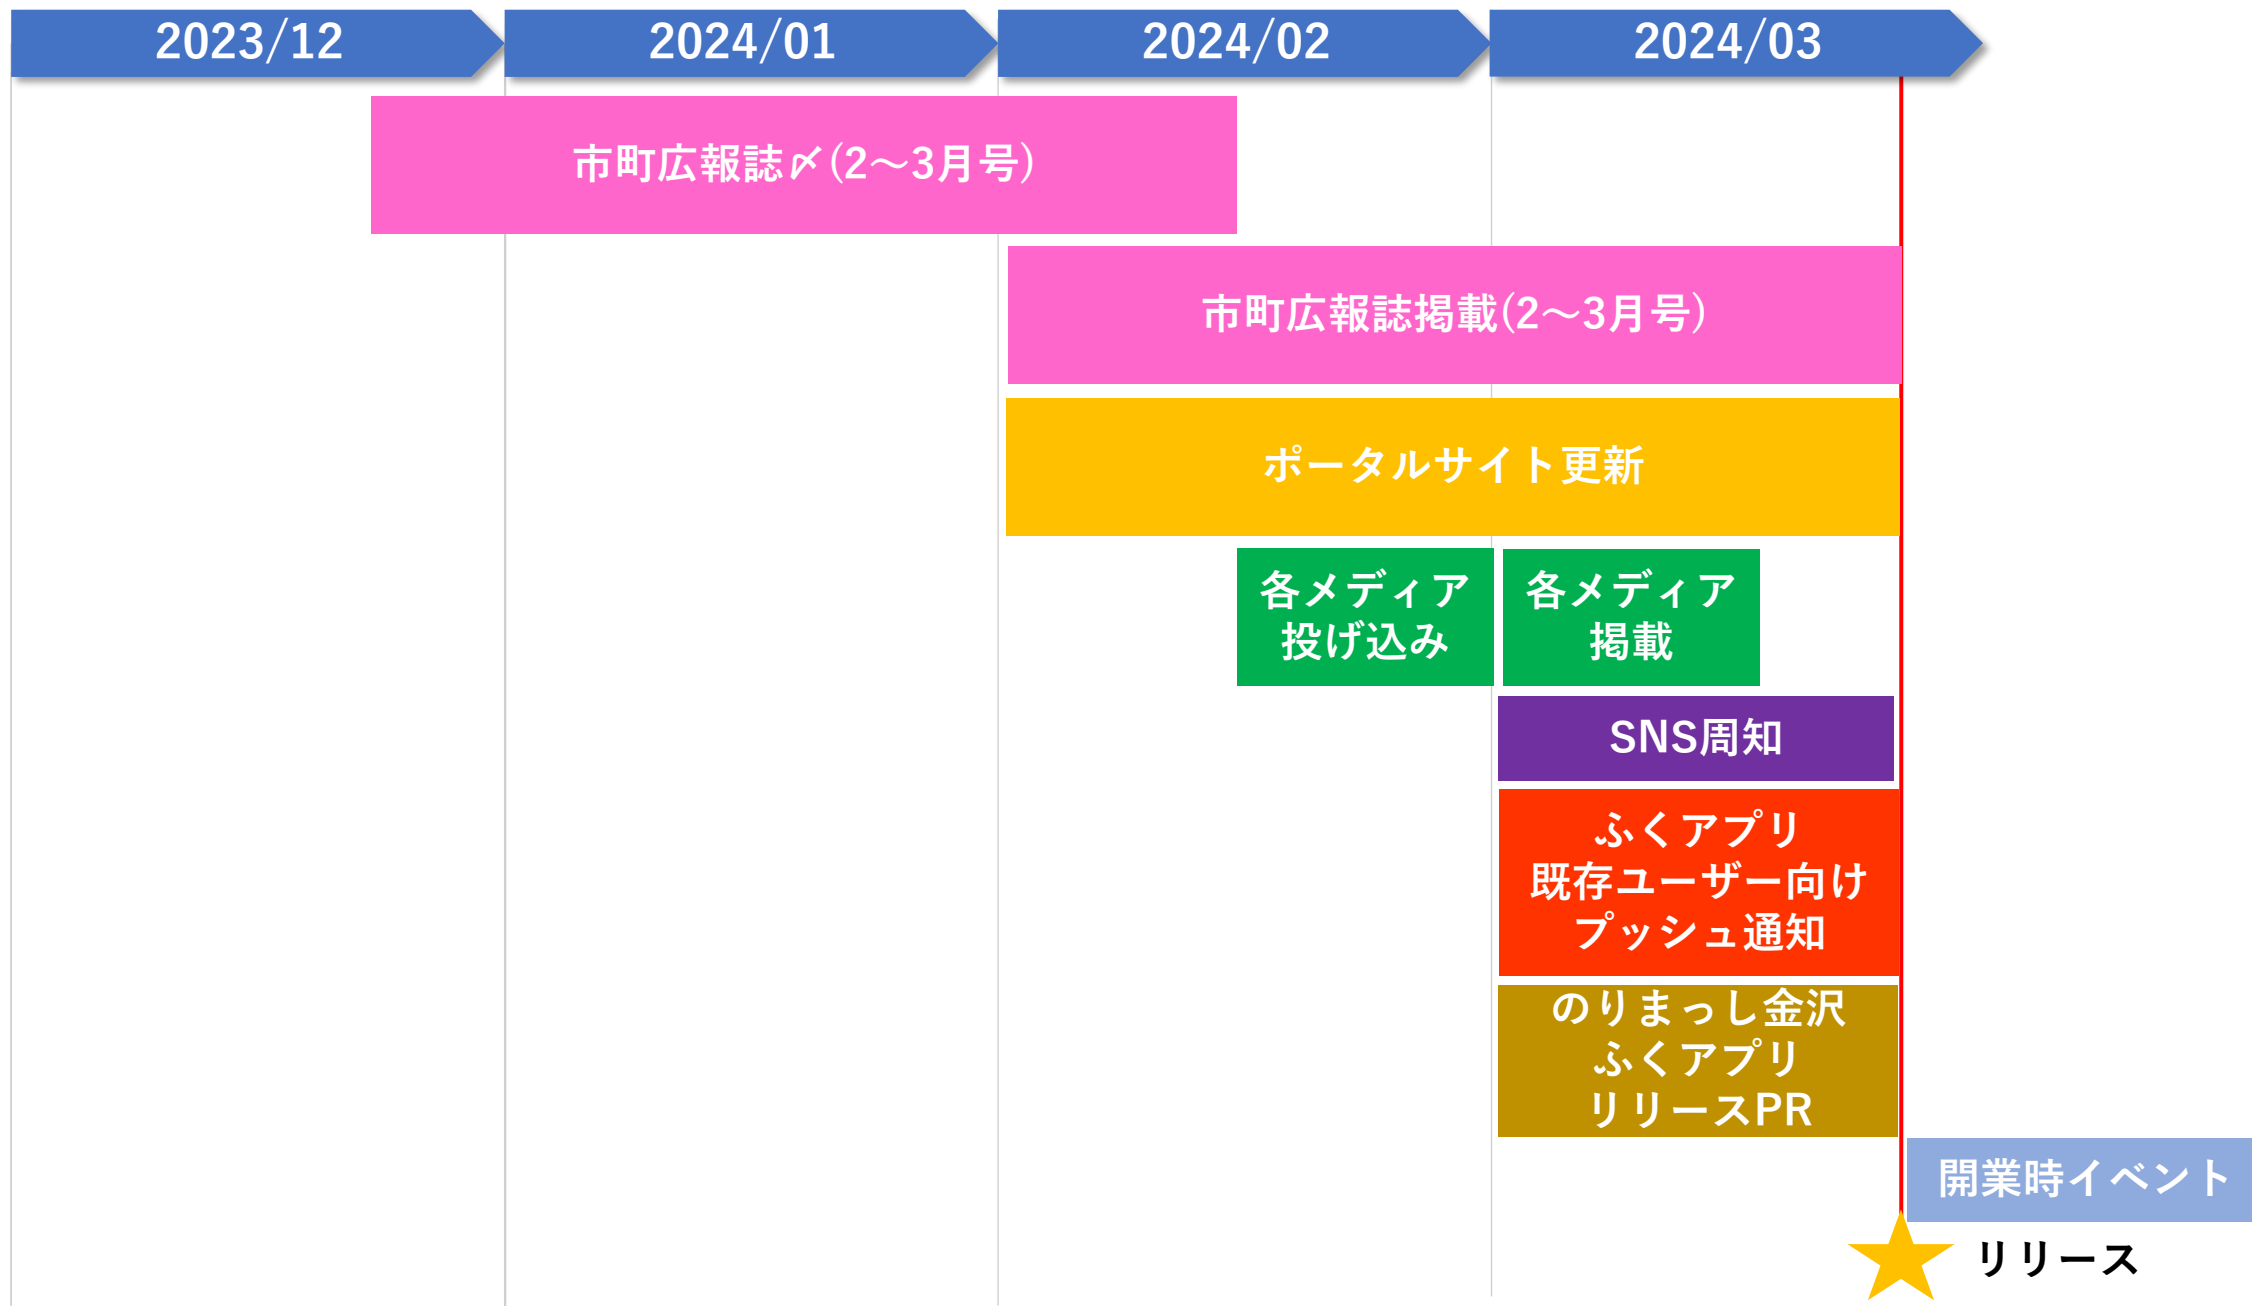 2023/12
2024/01
2024/02
2024/03
市町広報誌〆(2～3月号)
市町広報誌掲載(2～3月号)
ポータルサイト更新
各メディア
投げ込み
各メディア
掲載
SNS周知
ふくアプリ
既存ユーザー向け
プッシュ通知
のりまっし金沢
ふくアプリ
リリースPR
開業時イベント
リリース